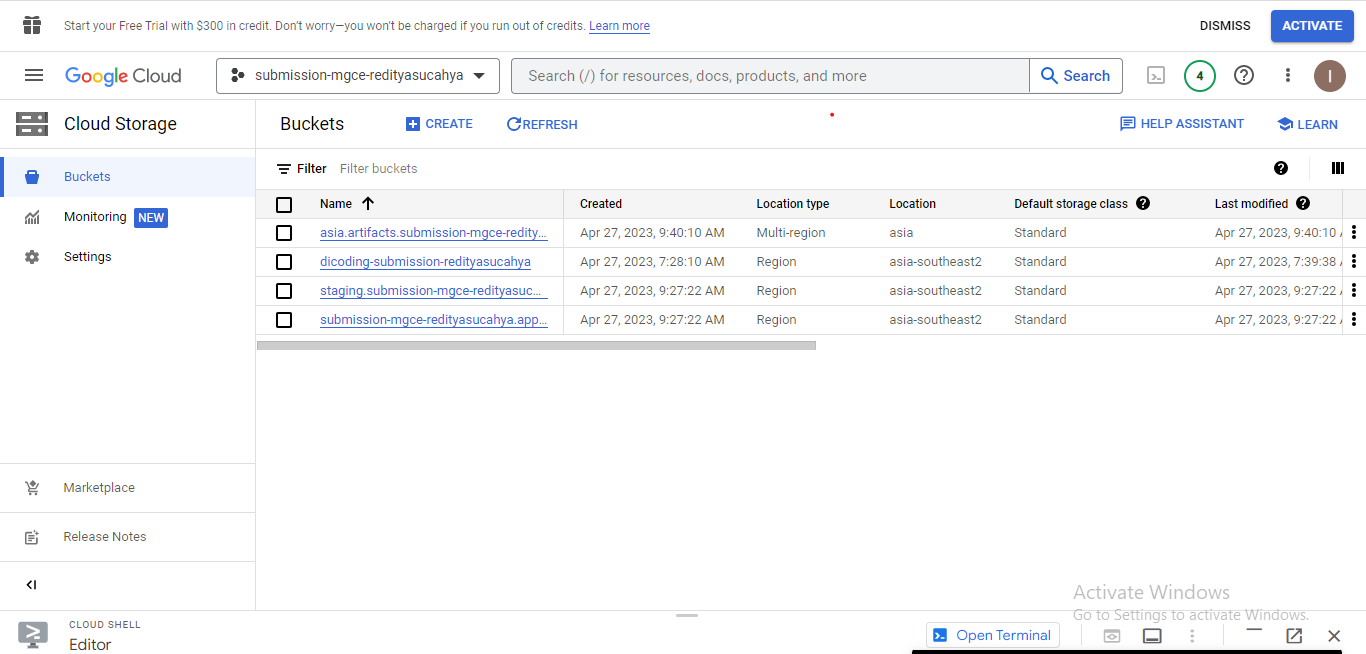 Start your Free Trial with $300 in credit. Don't worry—you won't be charged if you run out of credits. Learn more
DISMISS
ACTIVATE
Google Cloud
submission-mgce-redityasucahya
Search (/) for resources, docs, products, and more
Search
4
I
Cloud Storage
Buckets
Monitoring NEW
Settings
Marketplace
Release Notes
Buckets
CREATE
REFRESH
HELP ASSISTANT
LEARN
Filter Filter buckets
Name Created Location type Location Default storage class Last modified
asia.artifacts.submission-mgce-redity... Apr 27, 2023, 9:40:10 AM Multi-region asia Standard Apr 27, 2023, 9:40:10
dicoding-submission-redityasucahya Apr 27, 2023, 7:28:10 AM Region asia-southeast2 Standard Apr 27, 2023, 7:39:38
staging.submission-mgce-redityasuc... Apr 27, 2023, 9:27:22 AM Region asia-southeast2 Standard Apr 27, 2023, 9:27:22
submission-mgce-redityasucahya.app... Apr 27, 2023, 9:27:22 AM Region asia-southeast2 Standard Apr 27, 2023, 9:27:22
Activate Windows
Go to Settings to activate Windows.
CLOUD SHELL
Editor
Open Terminal